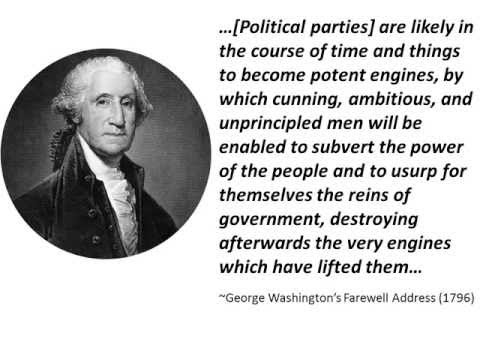 …[Political parties] are likely in
the course of time and things
to become potent engines, by
which cunning, ambitious, and
unprincipled men will be
enabled to subvert the power
of the people and to usurp for
themselves the reins of
government, destroying
afterwards the very engines
which have lifted them…
~George Washington's Farewell Address (1796)